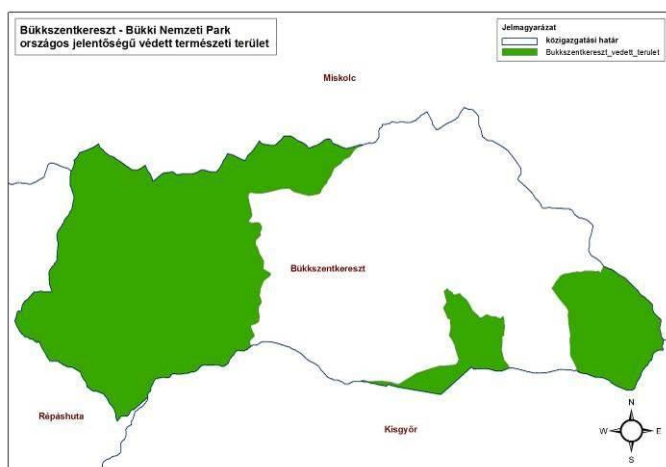 Bükkszentkereszt - Bükki Nemzeti Park
országos jelentőségű védett természeti terület
Jelmagyarázat
közigazgatási határ
Bukkszentkereszt_vedett_terulet
Miskolc
Bükkszentkereszt
Répáshuta
Kisgyőr
N
W
E
S